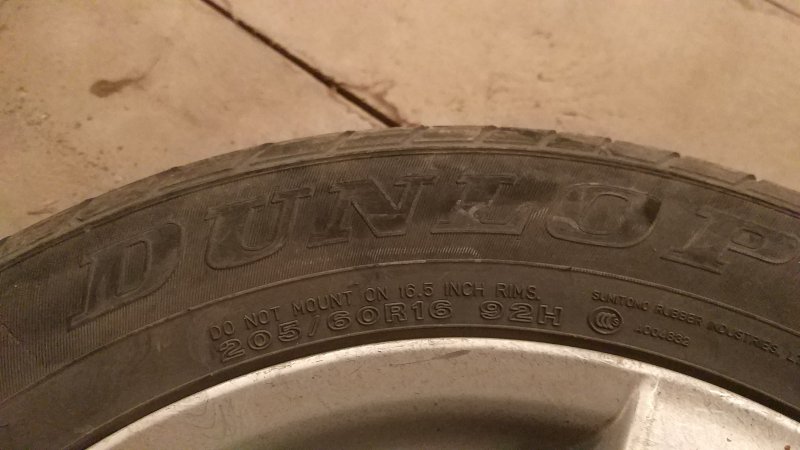 DUNLOP
DO NOT MOUNT ON 16.5 INCH RIMS.
205/60R16 92H
SUMITOMO RUBBER INDUSTRIES,